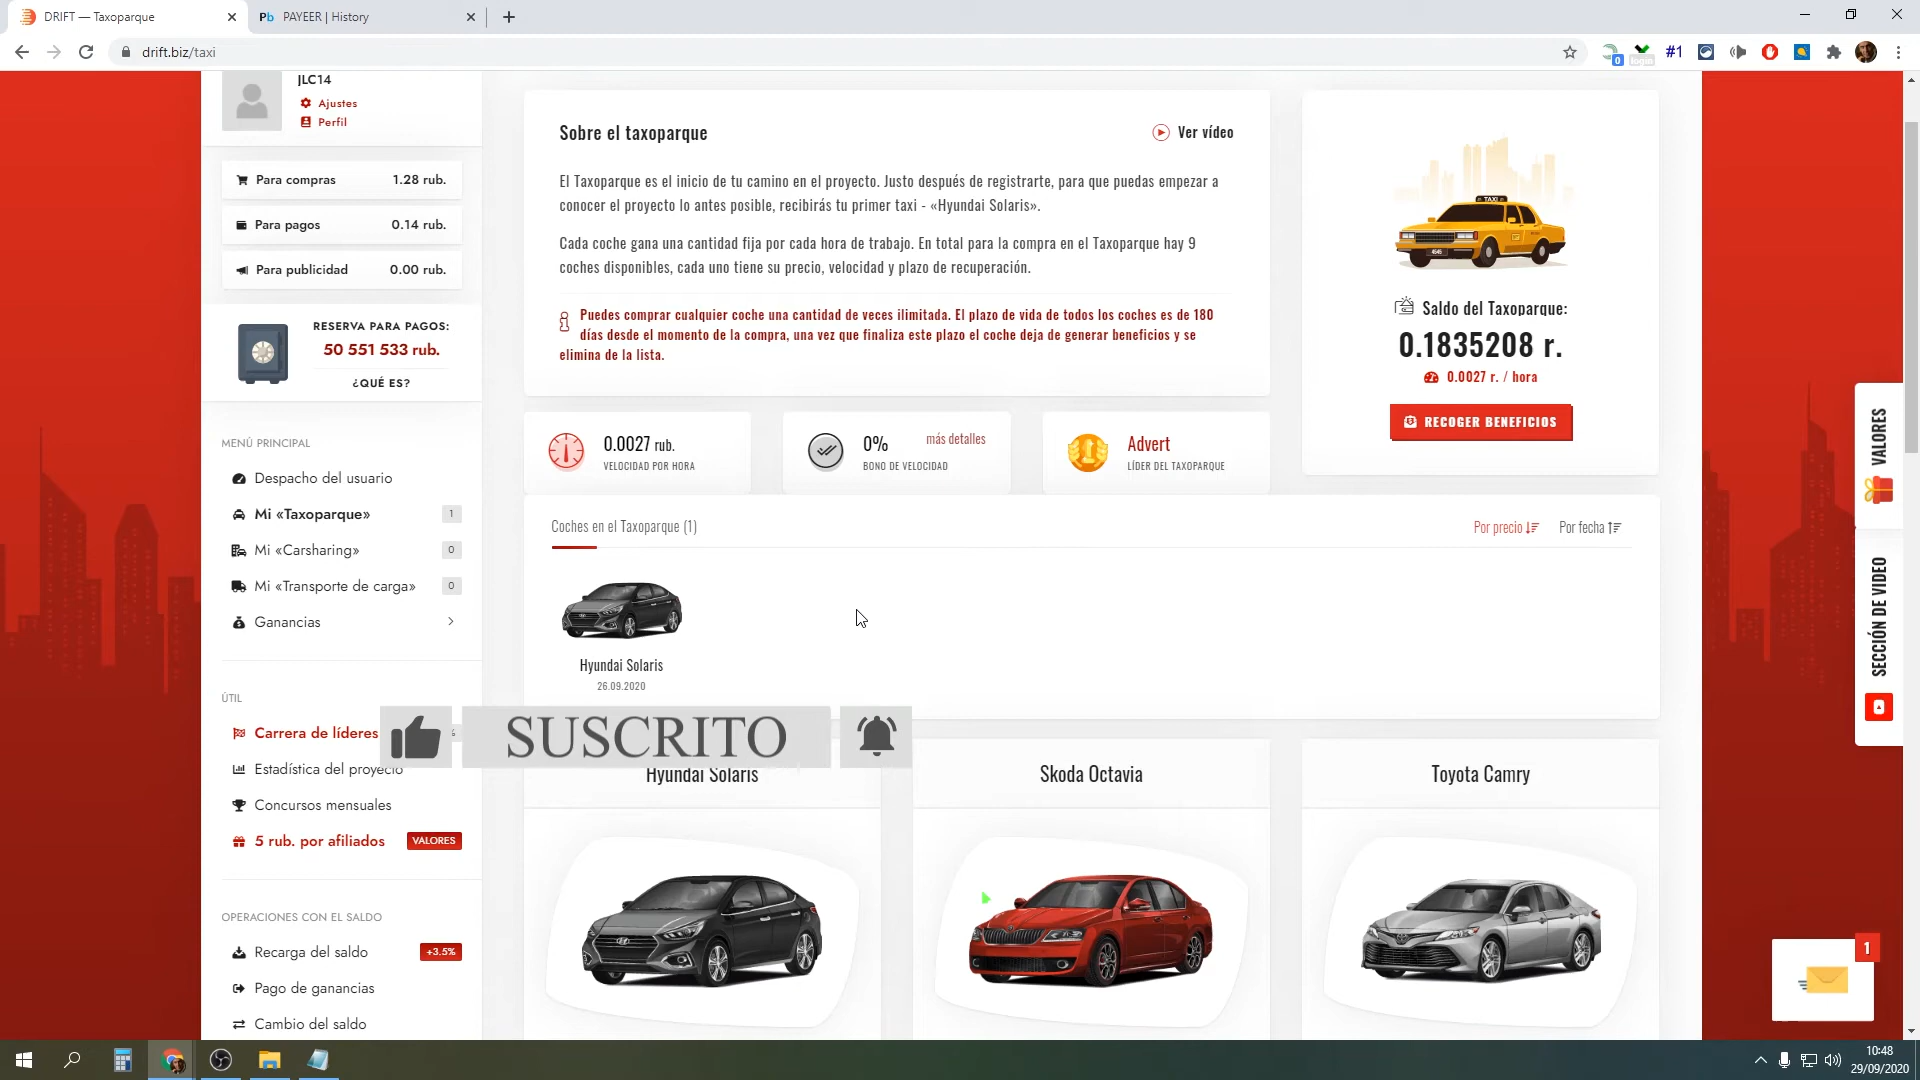 DRIFT — Taxoparque
PAYEER | History
drift.biz/taxi
#1
0
login
JLC14
Ajustes
Perfil
Para compras 1.28 rub.
Para pagos 0.14 rub.
Para publicidad 0.00 rub.
RESERVA PARA PAGOS:
50 551 533 rub.
¿QUÉ ES?
MENÚ PRINCIPAL
Despacho del usuario
Mi «Taxoparque» 1
Mi «Carsharing» 0
Mi «Transporte de carga» 0
Ganancias
ÚTIL
Carrera de líderes
Estadística del proyecto
Concursos mensuales
5 rub. por afiliados VALORES
OPERACIONES CON EL SALDO
Recarga del saldo +3.5%
Pago de ganancias
Cambio del saldo
Sobre el taxoparque
Ver vídeo
El Taxoparque es el inicio de tu camino en el proyecto. Justo después de registrarte, para que puedas empezar a
conocer el proyecto lo antes posible, recibirás tu primer taxi - «Hyundai Solaris».
Cada coche gana una cantidad fija por cada hora de trabajo. En total para la compra en el Taxoparque hay 9
coches disponibles, cada uno tiene su precio, velocidad y plazo de recuperación.
Puedes comprar cualquier coche una cantidad de veces ilimitada. El plazo de vida de todos los coches es de 180
días desde el momento de la compra, una vez que finaliza este plazo el coche deja de generar beneficios y se
elimina de la lista.
TAXI
Saldo del Taxoparque:
0.1835208 r.
0.0027 r. / hora
RECOGER BENEFICIOS
0.0027 rub.
VELOCIDAD POR HORA
0% más detalles
BONO DE VELOCIDAD
Advert
LÍDER DEL TAXOPARQUE
Coches en el Taxoparque (1)
Por precio
Por fecha
Hyundai Solaris
26.09.2020
SUSCRITO
Hyundai Solaris
Skoda Octavia
Toyota Camry
VALORES
SECCIÓN DE VIDEO
1
10:48
29/09/2020